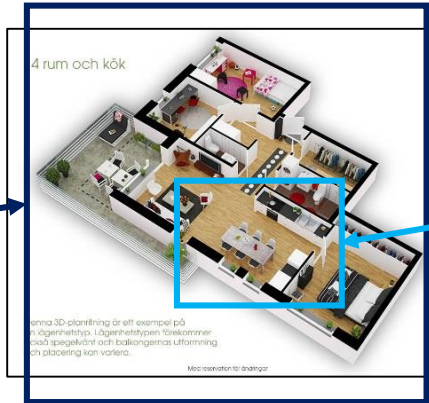 4 rum och kök
enna 3D-planritning är ett exempel på
n lägenhetstyp. Lägenhetstypen förekommer
ckså spegelvänt och balkongernas utformning
ch placering kan variera.
Med reservation för ändringar